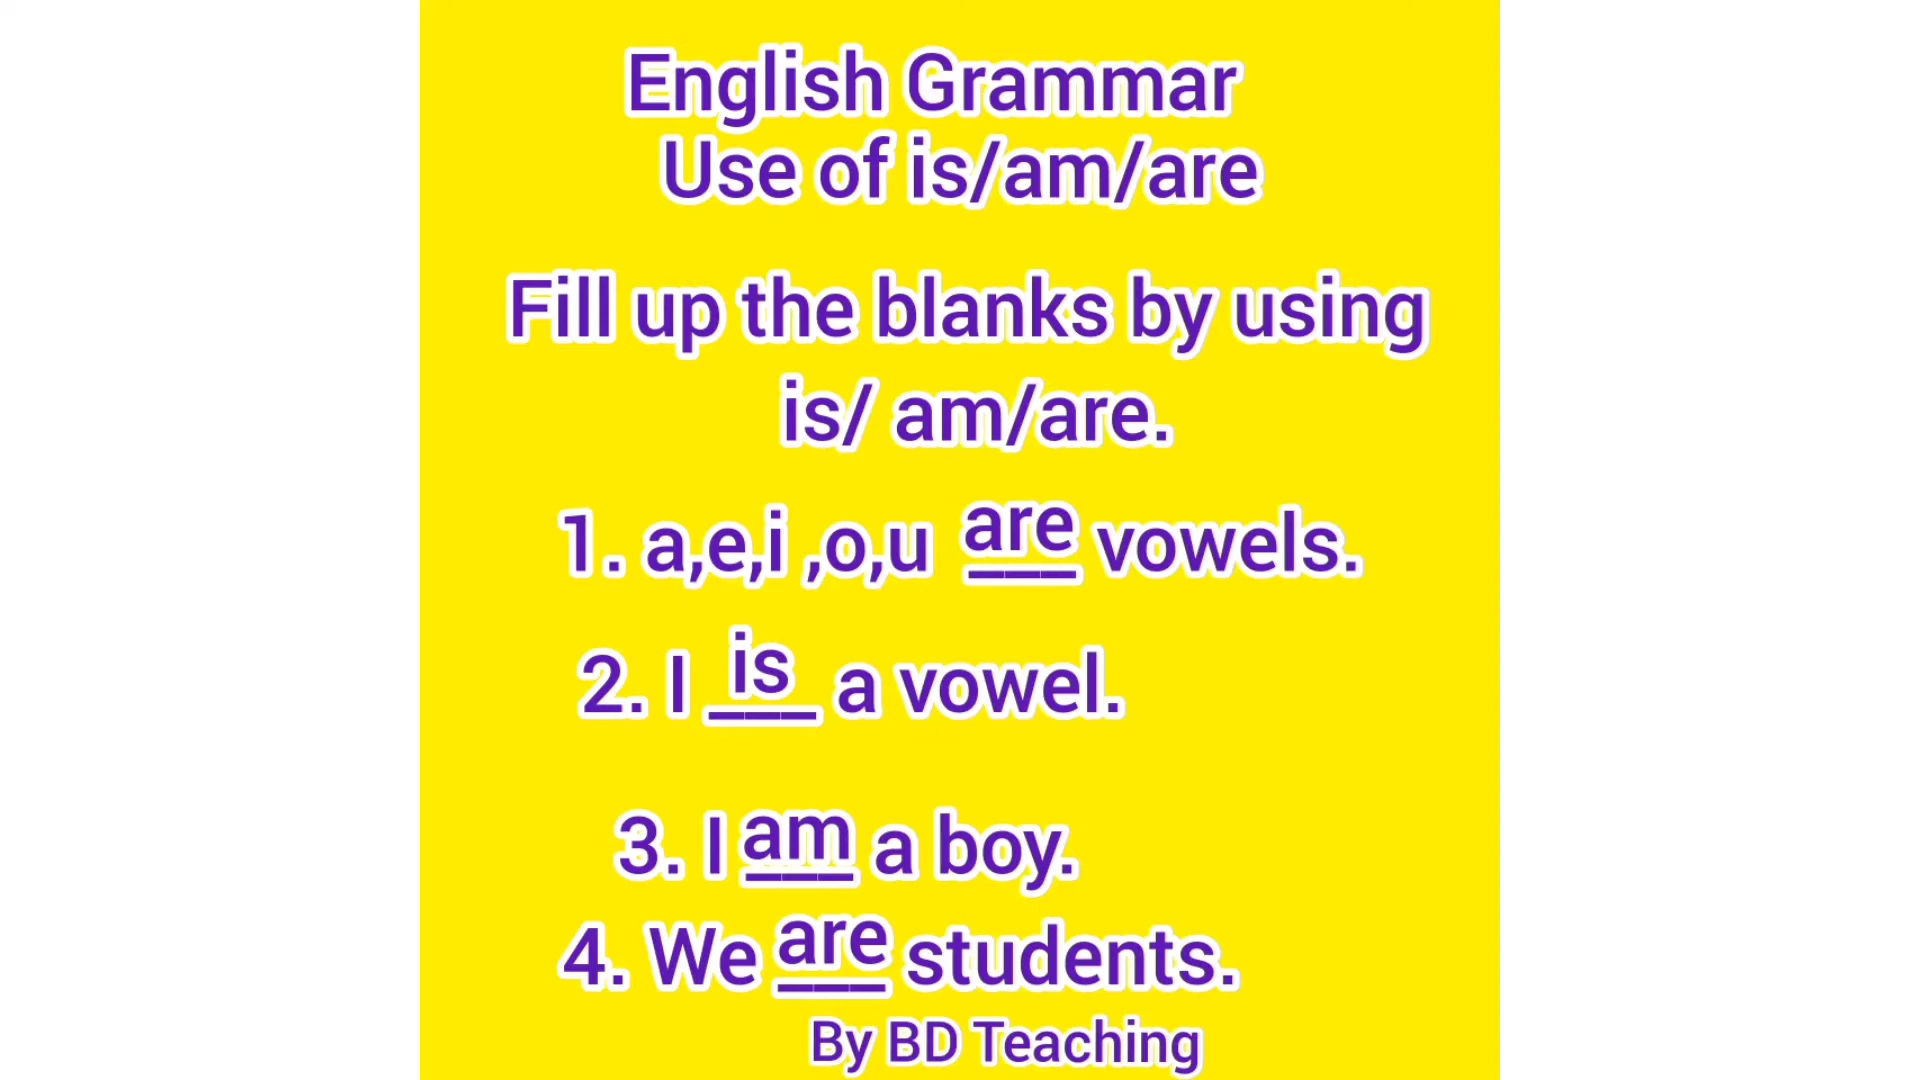 English Grammar
Use of is/am/are
Fill up the blanks by using
is/ am/are.
1. a,e,i ,o,u are vowels.
2. I is a vowel.
3. I am a boy.
4. We are students.
By BD Teaching